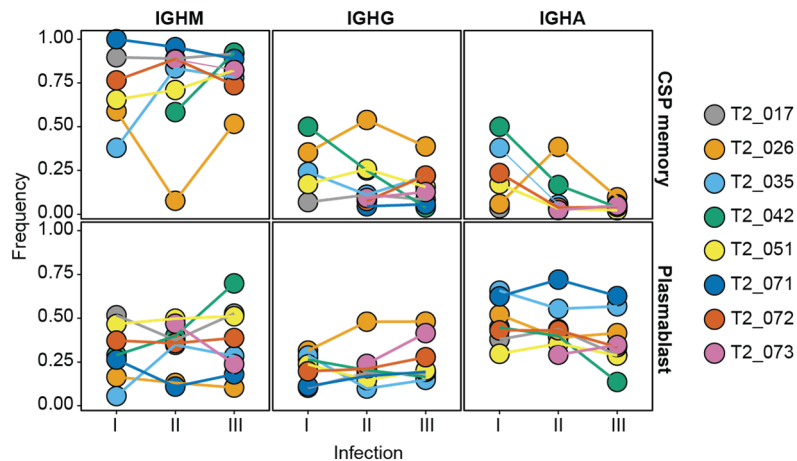 IGHM IGHG IGHA
1.00
0.75
0.50
0.25
0.00
CSP memory
1.00
0.75
0.50
0.25
0.00
Plasmablast
Frequency
I II III I II III I II III
Infection
T2_017
T2_026
T2_035
T2_042
T2_051
T2_071
T2_072
T2_073